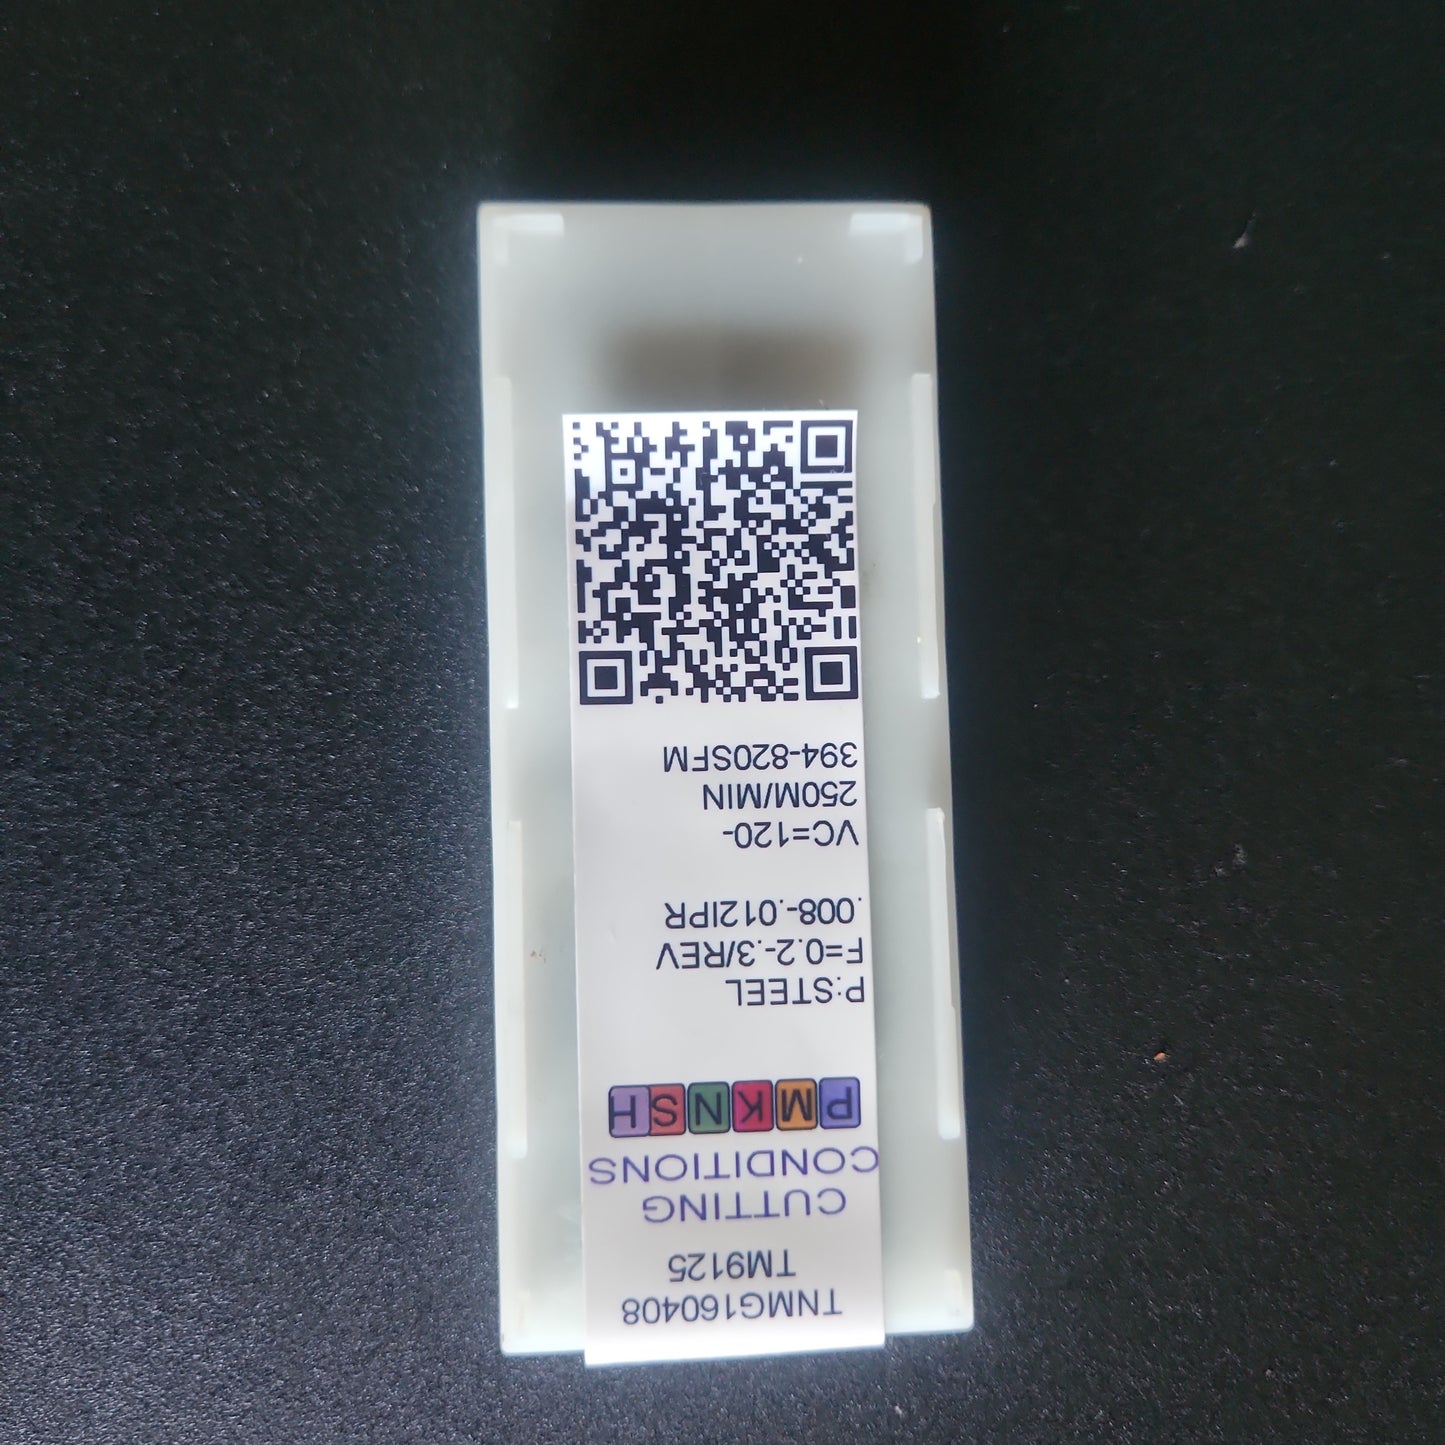 TNMG160408
TM9125
CUTTING
CONDITIONS
PMKNSH
P:STEEL
F=0.2-.3/REV
.008-.012IPR
VC=120-
250M/MIN
394-820SFM